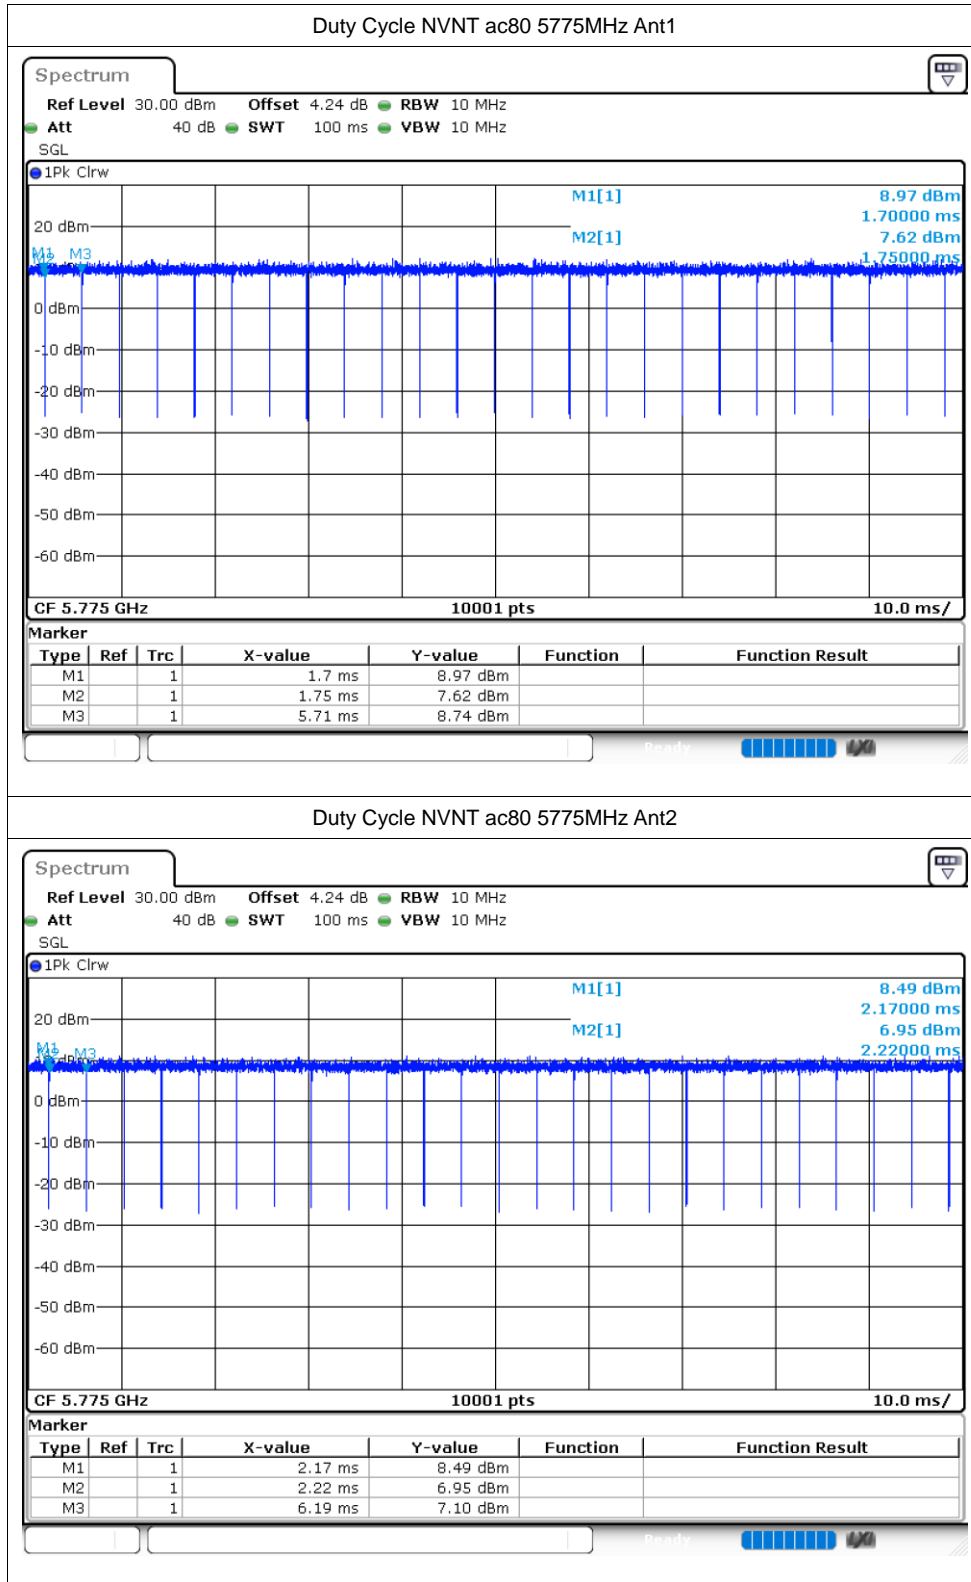 Duty Cycle NVNT ac80 5775MHz Ant1
Spectrum
Ref Level 30.00 dBm Offset 4.24 dB RBW 10 MHz
Att 40 dB SWT 100 ms VBW 10 MHz
SGL
1Pk Clrw
M1[1] 8.97 dBm
1.70000 ms
20 dBm
M2[1] 7.62 dBm
1.75000 ms
M1
M2 M3
0 dBm
-10 dBm
-20 dBm
-30 dBm
-40 dBm
-50 dBm
-60 dBm
CF 5.775 GHz 10001 pts 10.0 ms/
Marker
Type Ref Trc X-value Y-value Function Function Result
M1 1 1.7 ms 8.97 dBm
M2 1 1.75 ms 7.62 dBm
M3 1 5.71 ms 8.74 dBm
Ready LXI
Duty Cycle NVNT ac80 5775MHz Ant2
Spectrum
Ref Level 30.00 dBm Offset 4.24 dB RBW 10 MHz
Att 40 dB SWT 100 ms VBW 10 MHz
SGL
1Pk Clrw
M1[1] 8.49 dBm
2.17000 ms
20 dBm
M2[1] 6.95 dBm
2.22000 ms
M1
M2 M3
0 dBm
-10 dBm
-20 dBm
-30 dBm
-40 dBm
-50 dBm
-60 dBm
CF 5.775 GHz 10001 pts 10.0 ms/
Marker
Type Ref Trc X-value Y-value Function Function Result
M1 1 2.17 ms 8.49 dBm
M2 1 2.22 ms 6.95 dBm
M3 1 6.19 ms 7.10 dBm
Ready LXI